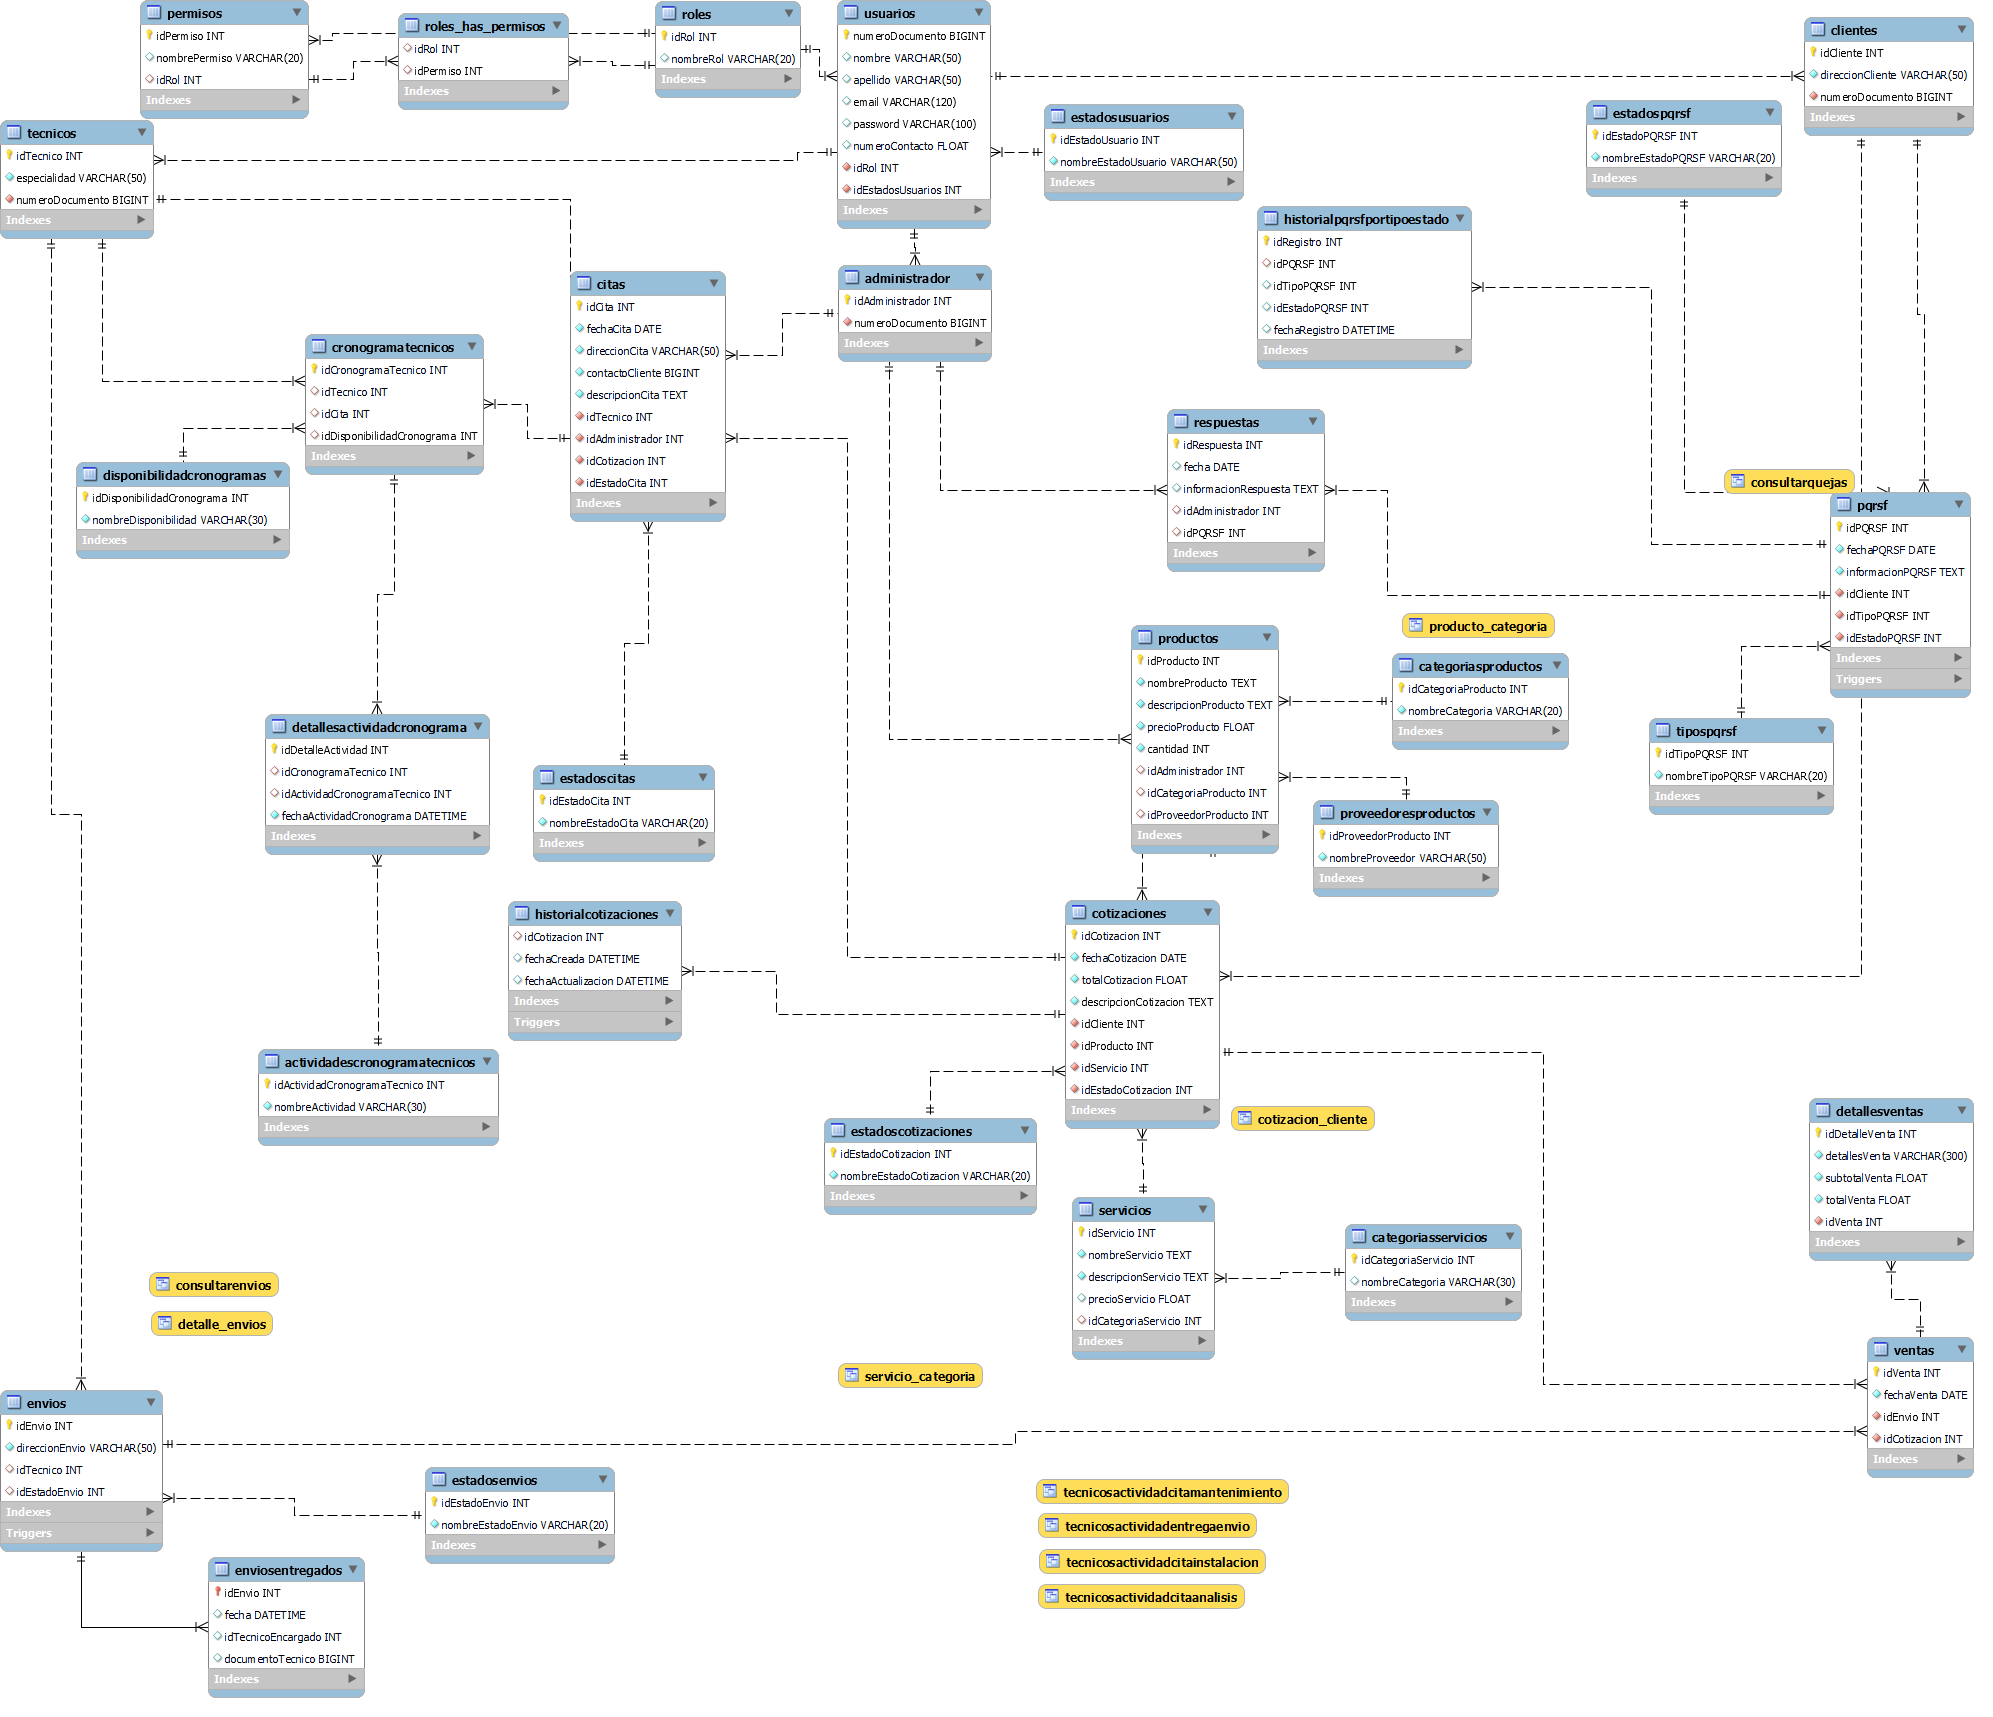 permisos
idPermiso INT
nombrePermiso VARCHAR(20)
idRol INT
Indexes
roles_has_permisos
idRol INT
idPermiso INT
Indexes
roles
idRol INT
nombreRol VARCHAR(20)
Indexes
usuarios
numeroDocumento BIGINT
nombre VARCHAR(50)
apellido VARCHAR(50)
email VARCHAR(120)
password VARCHAR(100)
numeroContacto FLOAT
idRol INT
idEstadosUsuarios INT
Indexes
clientes
idCliente INT
direccionCliente VARCHAR(50)
numeroDocumento BIGINT
Indexes
tecnicos
idTecnico INT
especialidad VARCHAR(50)
numeroDocumento BIGINT
Indexes
estadosusuarios
idEstadoUsuario INT
nombreEstadoUsuario VARCHAR(50)
Indexes
estadospqrsf
idEstadoPQRSF INT
nombreEstadoPQRSF VARCHAR(20)
Indexes
historialpqrsfportipoestado
idRegistro INT
idPQRSF INT
idTipoPQRSF INT
idEstadoPQRSF INT
fechaRegistro DATETIME
Indexes
citas
idCita INT
fechaCita DATE
direccionCita VARCHAR(50)
contactoCliente BIGINT
descripcionCita TEXT
idTecnico INT
idAdministrador INT
idCotizacion INT
idEstadoCita INT
Indexes
administrador
idAdministrador INT
numeroDocumento BIGINT
Indexes
cronogramatecnicos
idCronogramaTecnico INT
idTecnico INT
idCita INT
idDisponibilidadCronograma INT
Indexes
disponibilidadcronogramas
idDisponibilidadCronograma INT
nombreDisponibilidad VARCHAR(30)
Indexes
respuestas
idRespuesta INT
fecha DATE
informacionRespuesta TEXT
idAdministrador INT
idPQRSF INT
Indexes
consultarquejas
pqrsf
idPQRSF INT
fechaPQRSF DATE
informacionPQRSF TEXT
idCliente INT
idTipoPQRSF INT
idEstadoPQRSF INT
Indexes
Triggers
producto_categoria
productos
idProducto INT
nombreProducto TEXT
descripcionProducto TEXT
precioProducto FLOAT
cantidad INT
idAdministrador INT
idCategoriaProducto INT
idProveedorProducto INT
Indexes
categoriasproductos
idCategoriaProducto INT
nombreCategoria VARCHAR(20)
Indexes
tipospqrsf
idTipoPQRSF INT
nombreTipoPQRSF VARCHAR(20)
Indexes
detallesactividadcronograma
idDetalleActividad INT
idCronogramaTecnico INT
idActividadCronogramaTecnico INT
fechaActividadCronograma DATETIME
Indexes
estadoscitas
idEstadoCita INT
nombreEstadoCita VARCHAR(20)
Indexes
proveedoresproductos
idProveedorProducto INT
nombreProveedor VARCHAR(50)
Indexes
historialcotizaciones
idCotizacion INT
fechaCreada DATETIME
fechaActualizacion DATETIME
Indexes
Triggers
cotizaciones
idCotizacion INT
fechaCotizacion DATE
totalCotizacion FLOAT
descripcionCotizacion TEXT
idCliente INT
idProducto INT
idServicio INT
idEstadoCotizacion INT
Indexes
actividadescronogramatecnicos
idActividadCronogramaTecnico INT
nombreActividad VARCHAR(30)
Indexes
estadoscotizaciones
idEstadoCotizacion INT
nombreEstadoCotizacion VARCHAR(20)
Indexes
cotizacion_cliente
detallesventas
idDetalleVenta INT
detallesVenta VARCHAR(300)
subtotalVenta FLOAT
totalVenta FLOAT
idVenta INT
Indexes
servicios
idServicio INT
nombreServicio TEXT
descripcionServicio TEXT
precioServicio FLOAT
idCategoriaServicio INT
Indexes
categoriasservicios
idCategoriaServicio INT
nombreCategoria VARCHAR(30)
Indexes
consultarenvios
detalle_envios
servicio_categoria
ventas
idVenta INT
fechaVenta DATE
idEnvio INT
idCotizacion INT
Indexes
envios
idEnvio INT
direccionEnvio VARCHAR(50)
idTecnico INT
idEstadoEnvio INT
Indexes
Triggers
estadosenvios
idEstadoEnvio INT
nombreEstadoEnvio VARCHAR(20)
Indexes
tecnicosactividadcitamantenimiento
tecnicosactividadentregaenvio
tecnicosactividadcitainstalacion
tecnicosactividadcitaanalisis
enviosentregados
idEnvio INT
fecha DATETIME
idTecnicoEncargado INT
documentoTecnico BIGINT
Indexes